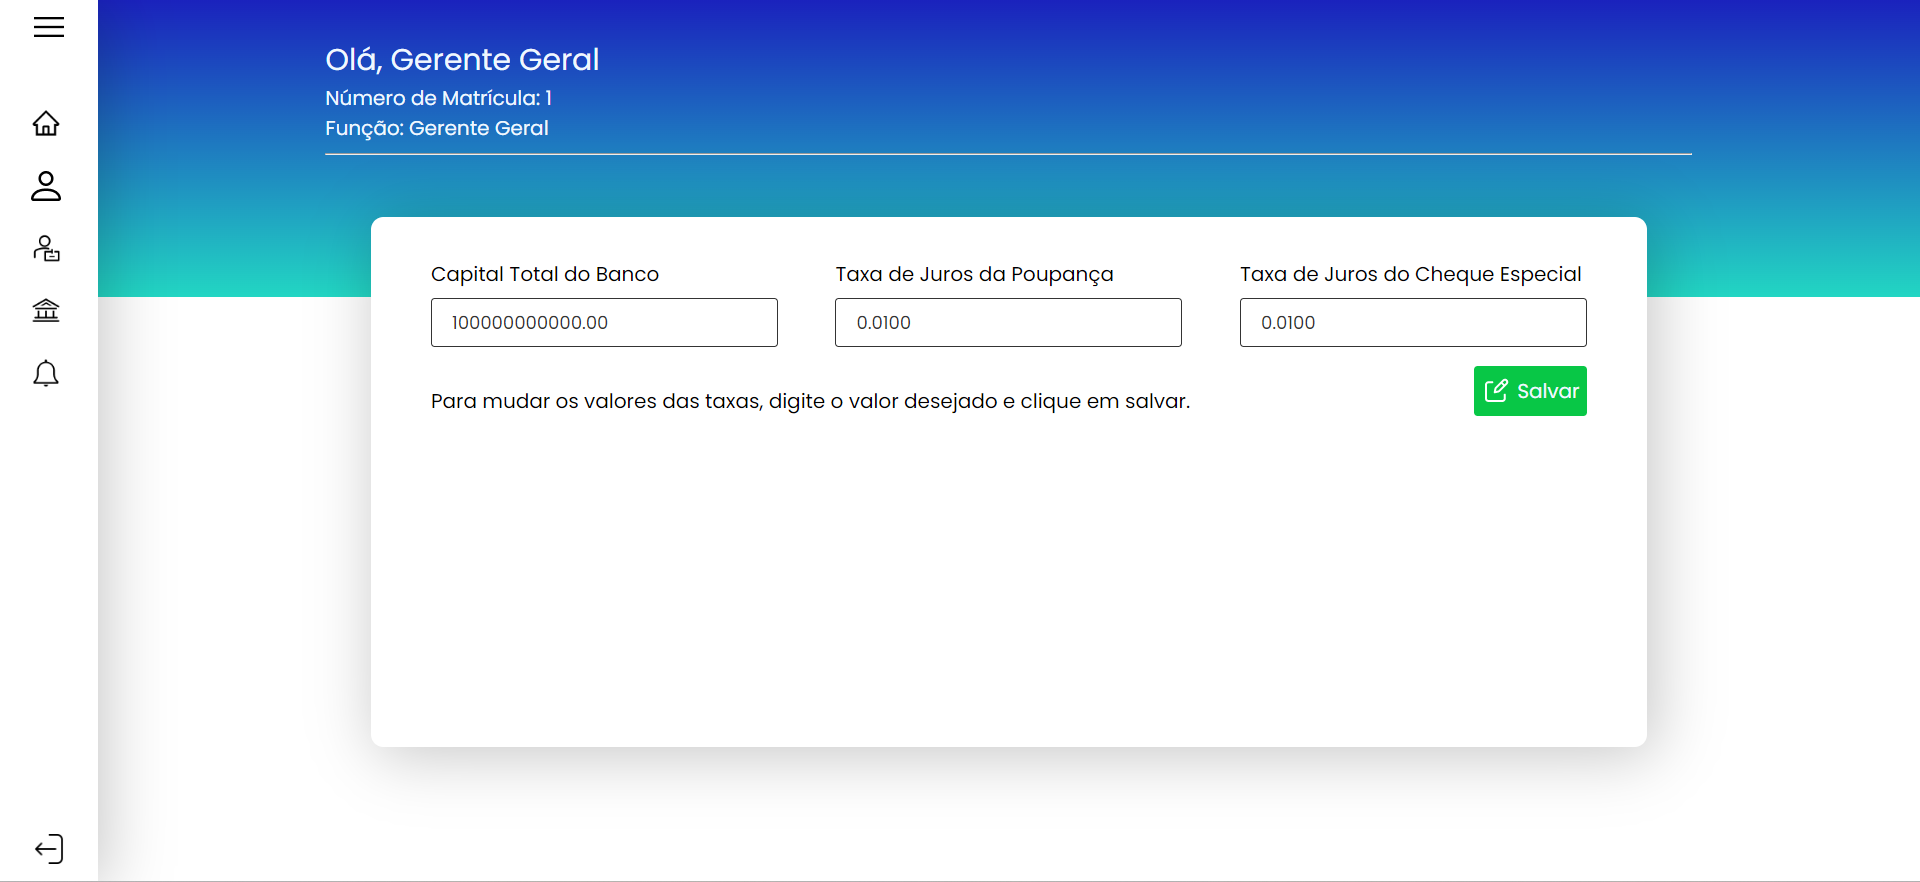 Olá, Gerente Geral
Número de Matrícula: 1
Função: Gerente Geral
Capital Total do Banco
100000000000.00
Taxa de Juros da Poupança
0.0100
Taxa de Juros do Cheque Especial
0.0100
Para mudar os valores das taxas, digite o valor desejado e clique em salvar.
Salvar